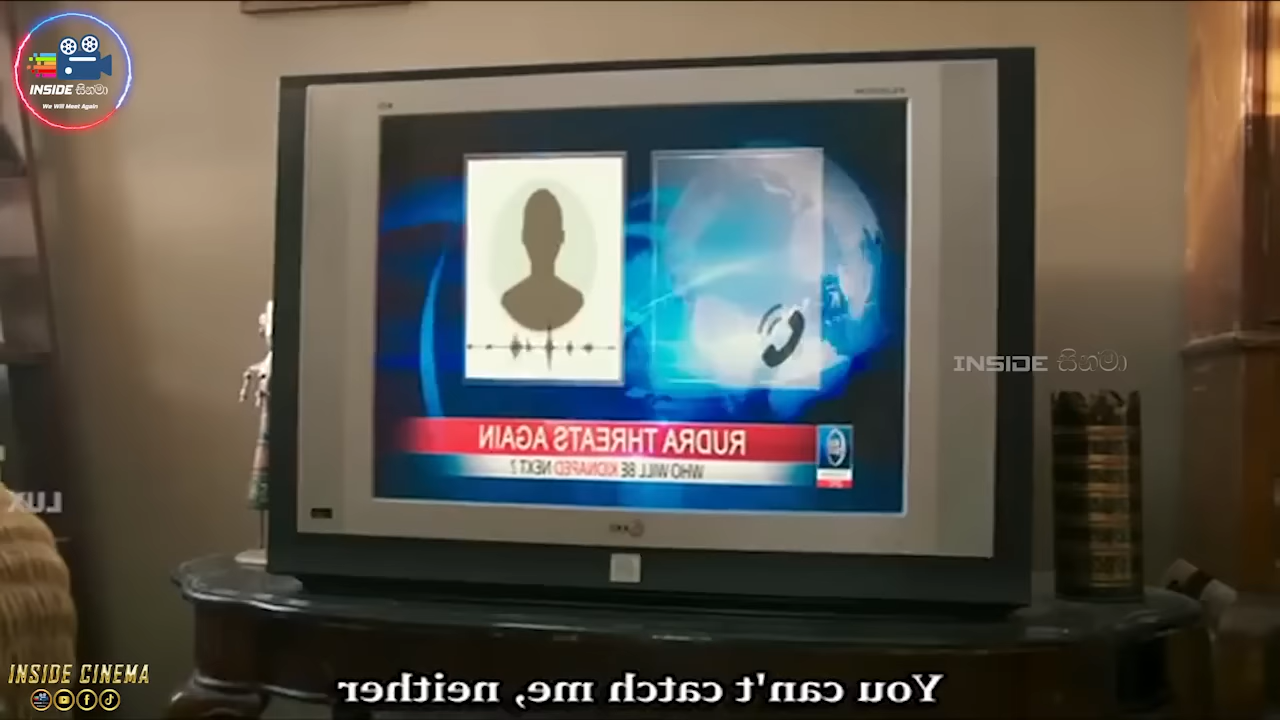 INSIDE සිනමා
We Will Meet Again
RUDRA THREATS AGAIN
WHO WILL BE KIDNAPED NEXT ?
INSIDE සිනමා
LUX
INSIDE CINEMA
You can't catch me, neither